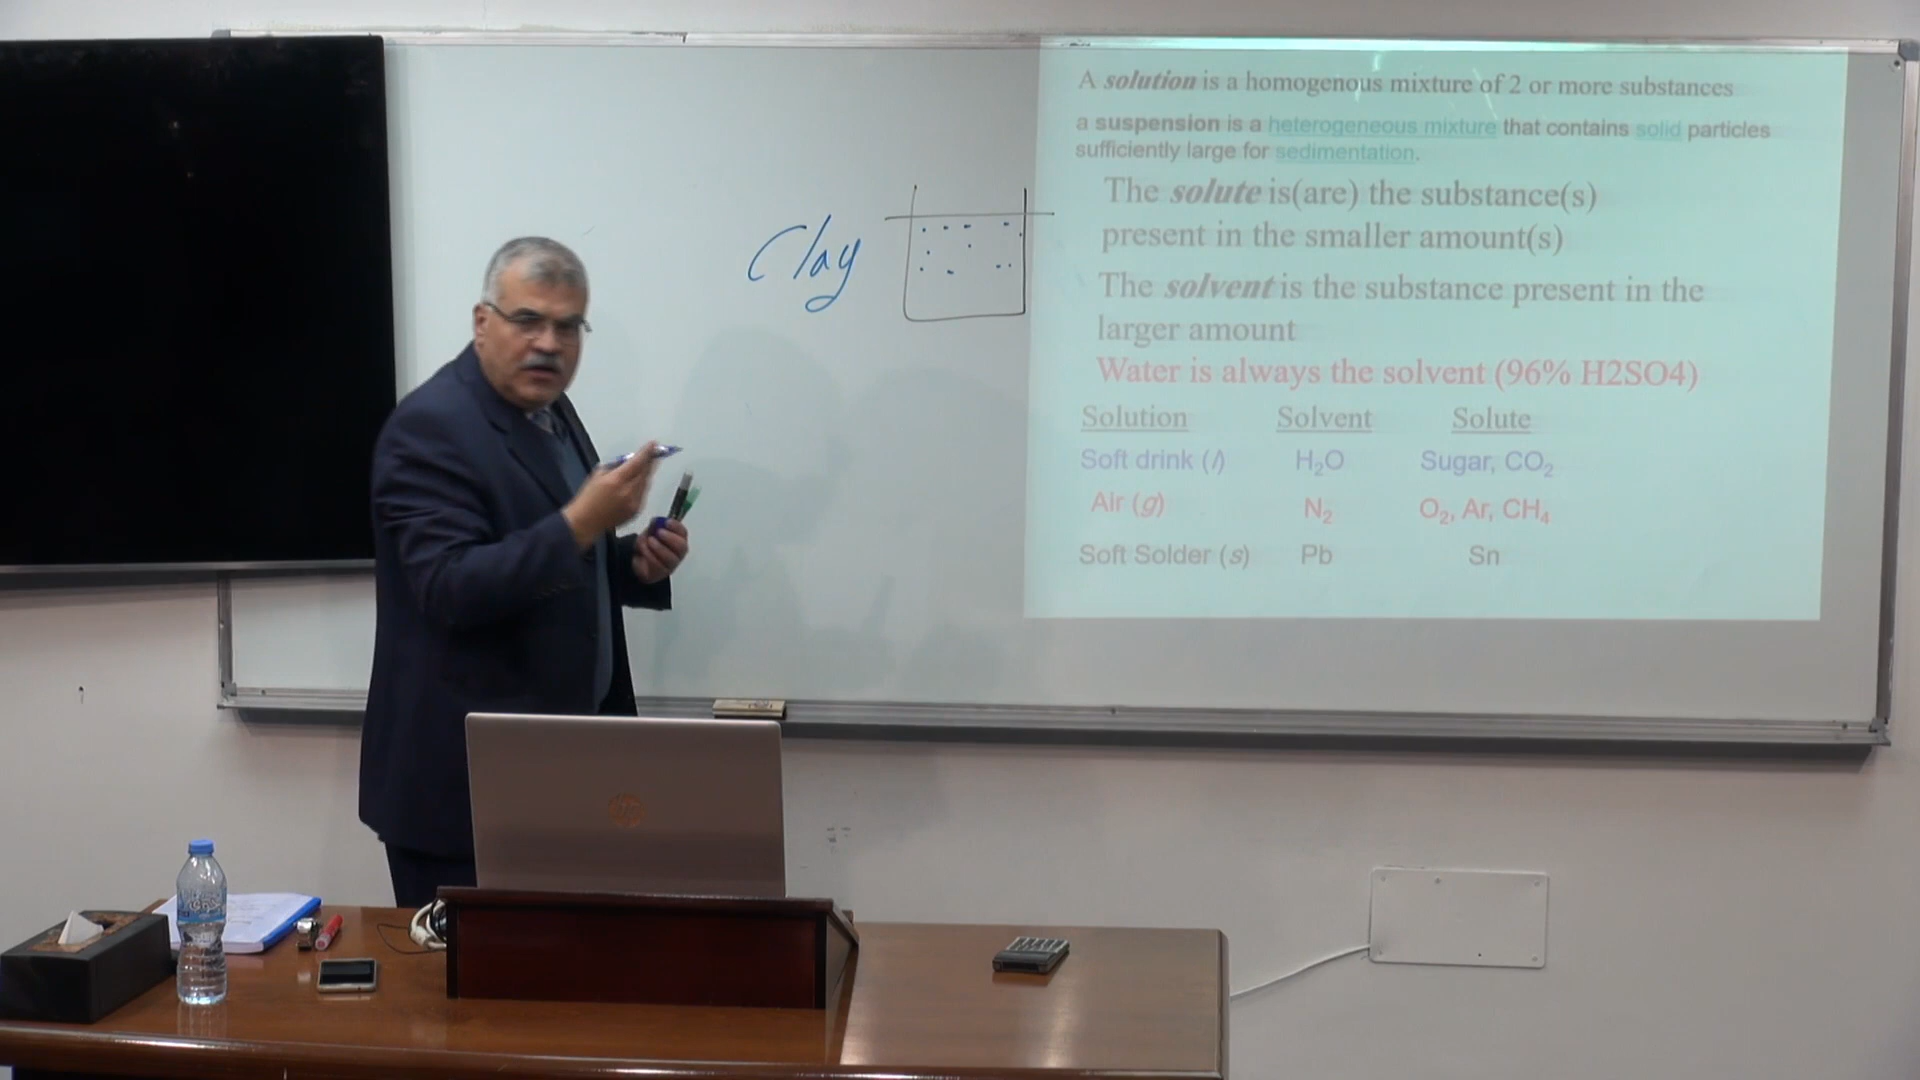 A solution is a homogenous mixture of 2 or more substances
a suspension is a heterogeneous mixture that contains solid particles
sufficiently large for sedimentation.
The solute is(are) the substance(s)
present in the smaller amount(s)
The solvent is the substance present in the
larger amount
Water is always the solvent (96% H2SO4)
Solution Solvent Solute
Soft drink (l) H₂O Sugar, CO₂
Air (g) N₂ O₂, Ar, CH₄
Soft Solder (s) Pb Sn
Clay
hp